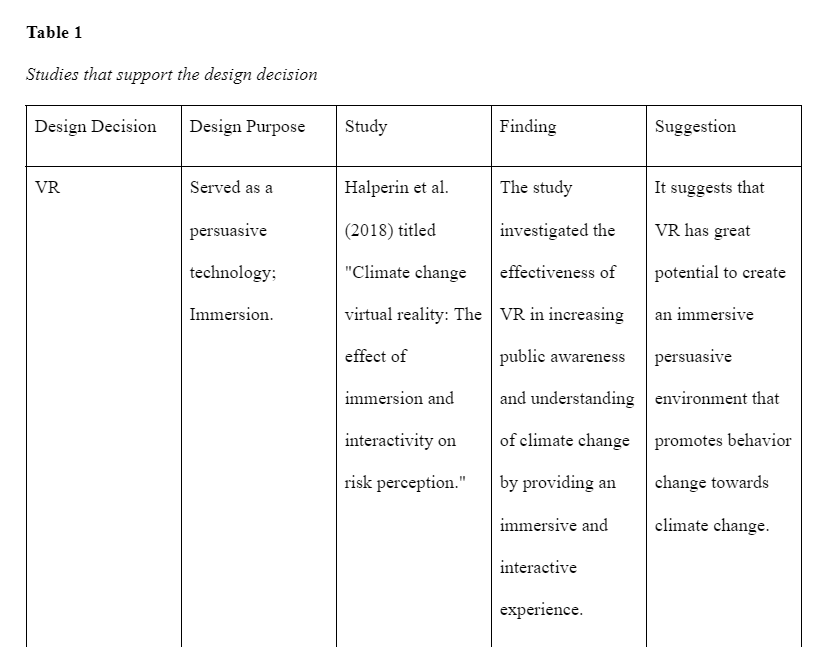 Table 1
Studies that support the design decision
Design Decision
Design Purpose
Study
Finding
Suggestion
VR
Served as a
persuasive
technology;
Immersion.
Halperin et al.
(2018) titled
"Climate change
virtual reality: The
effect of
immersion and
interactivity on
risk perception."
The study
investigated the
effectiveness of
VR in increasing
public awareness
and understanding
of climate change
by providing an
immersive and
interactive
experience.
It suggests that
VR has great
potential to create
an immersive
persuasive
environment that
promotes behavior
change towards
climate change.